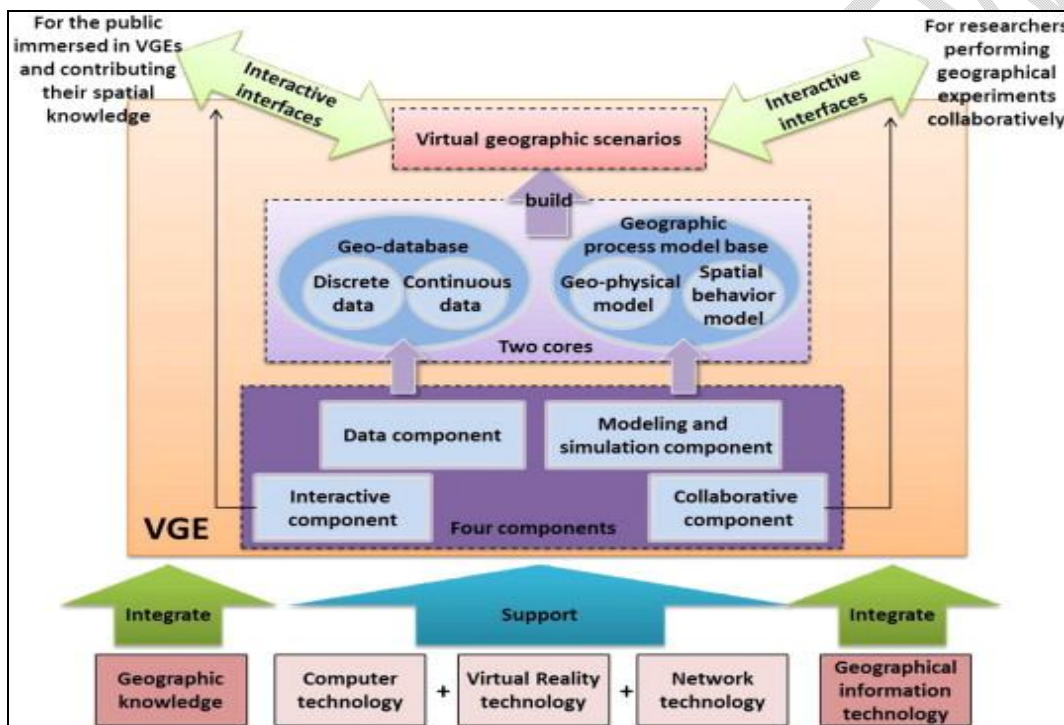 For the public
immersed in VGEs
and contributing
their spatial
knowledge
Interactive
interfaces
Virtual geographic scenarios
Interactive
interfaces
For researchers
performing
geographical
experiments
collaboratively
build
Geo-database
Discrete
data
Continuous
data
Geographic
process model base
Geo-physical
model
Spatial
behavior
model
Two cores
Data component
Modeling and
simulation component
Interactive
component
Collaborative
component
Four components
VGE
Integrate
Support
Integrate
Geographic
knowledge
Computer
technology
+
Virtual Reality
technology
+
Network
technology
Geographical
information
technology